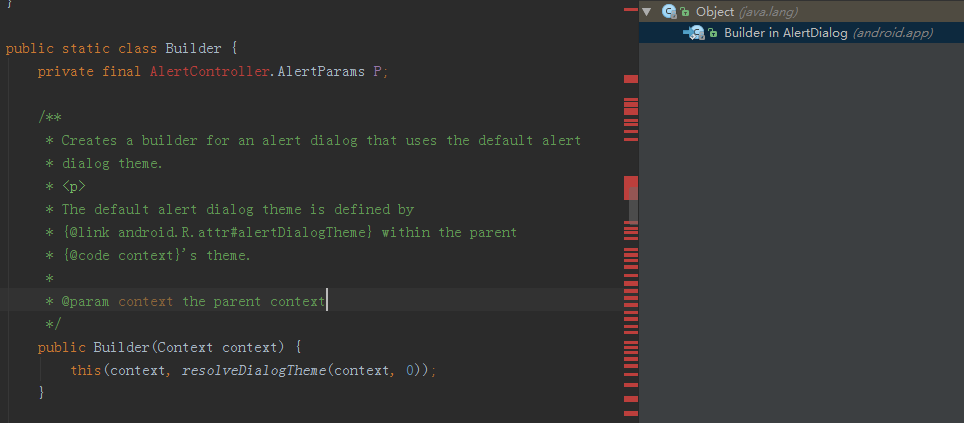 }
public static class Builder {
private final AlertController.AlertParams P;
/**
* Creates a builder for an alert dialog that uses the default alert
* dialog theme.
* <p>
* The default alert dialog theme is defined by
* {@link android.R.attr#alertDialogTheme} within the parent
* {@code context}'s theme.
*
* @param context the parent context
*/
public Builder(Context context) {
this(context, resolveDialogTheme(context, 0));
}
Object (java.lang)
Builder in AlertDialog (android.app)